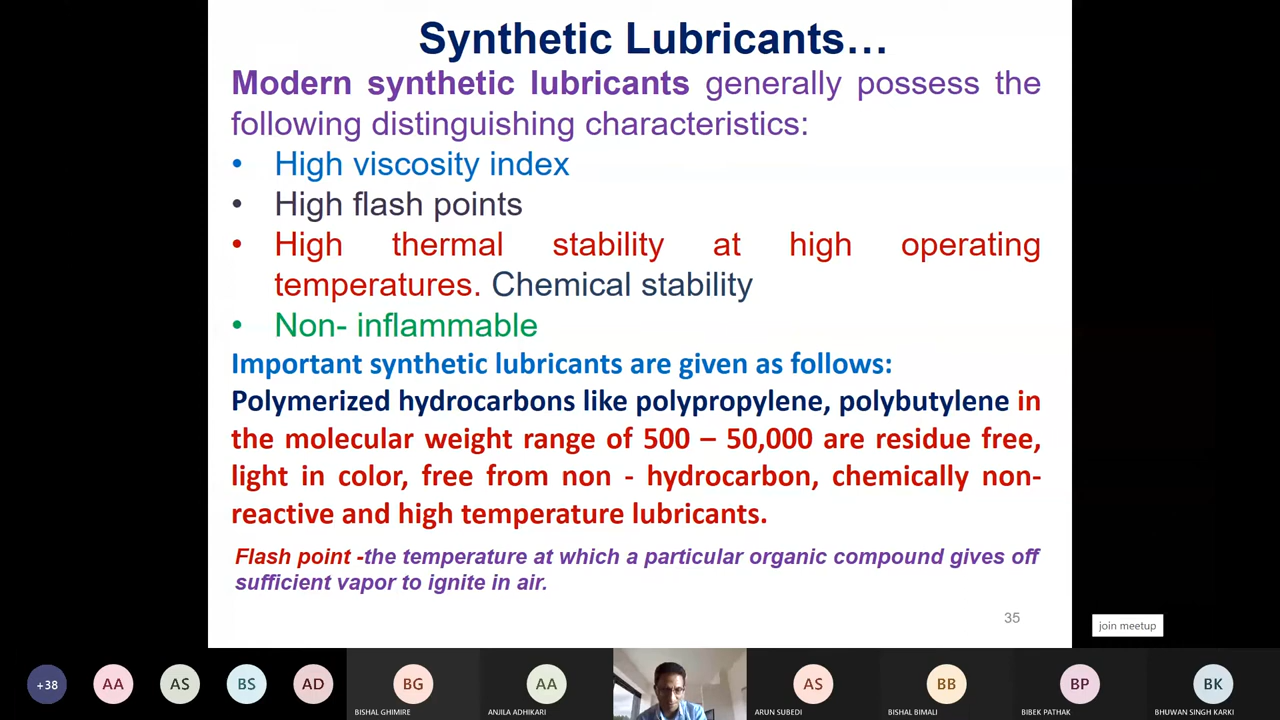 Synthetic Lubricants…
Modern synthetic lubricants generally possess the
following distinguishing characteristics:
• High viscosity index
• High flash points
• High thermal stability at high operating
temperatures. Chemical stability
• Non- inflammable
Important synthetic lubricants are given as follows:
Polymerized hydrocarbons like polypropylene, polybutylene in
the molecular weight range of 500 – 50,000 are residue free,
light in color, free from non - hydrocarbon, chemically non-
reactive and high temperature lubricants.
Flash point -the temperature at which a particular organic compound gives off
sufficient vapor to ignite in air.
35
join meetup
+38 AA AS BS AD BG AA AS BB BP BK
BISHAL GHIMIRE ANJILA ADHIKARI ARUN SUBEDI BISHAL BIMALI BIBEK PATHAK BHUWAN SINGH KARKI